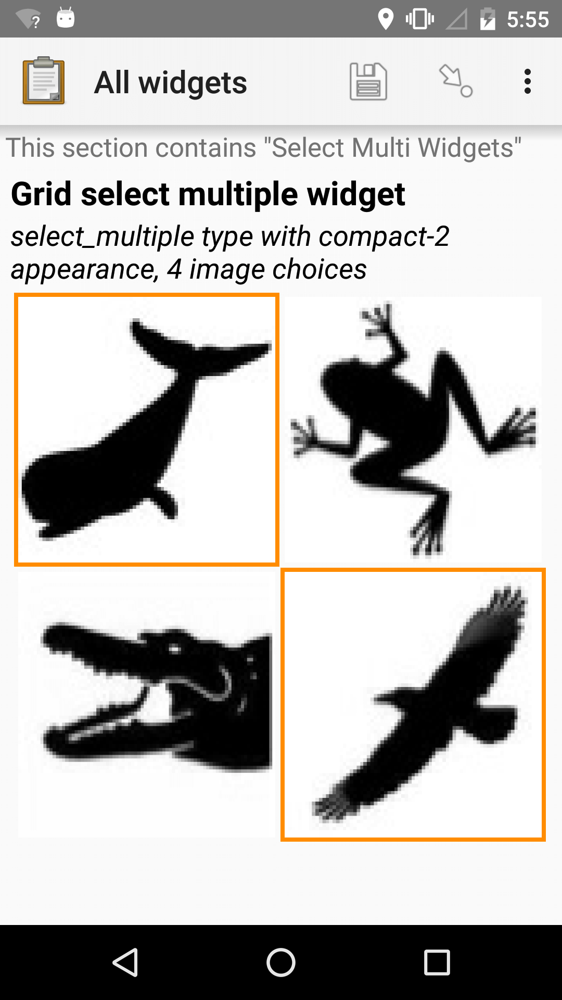 5:55
All widgets
This section contains "Select Multi Widgets"
Grid select multiple widget
select_multiple type with compact-2
appearance, 4 image choices